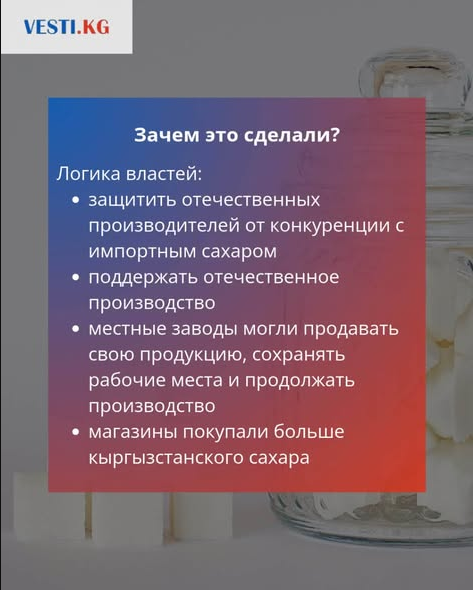 VESTI.KG
Зачем это сделали?
Логика властей:
• защитить отечественных
производителей от конкуренции с
импортным сахаром
• поддержать отечественное
производство
• местные заводы могли продавать
свою продукцию, сохранять
рабочие места и продолжать
производство
• магазины покупали больше
кыргызстанского сахара